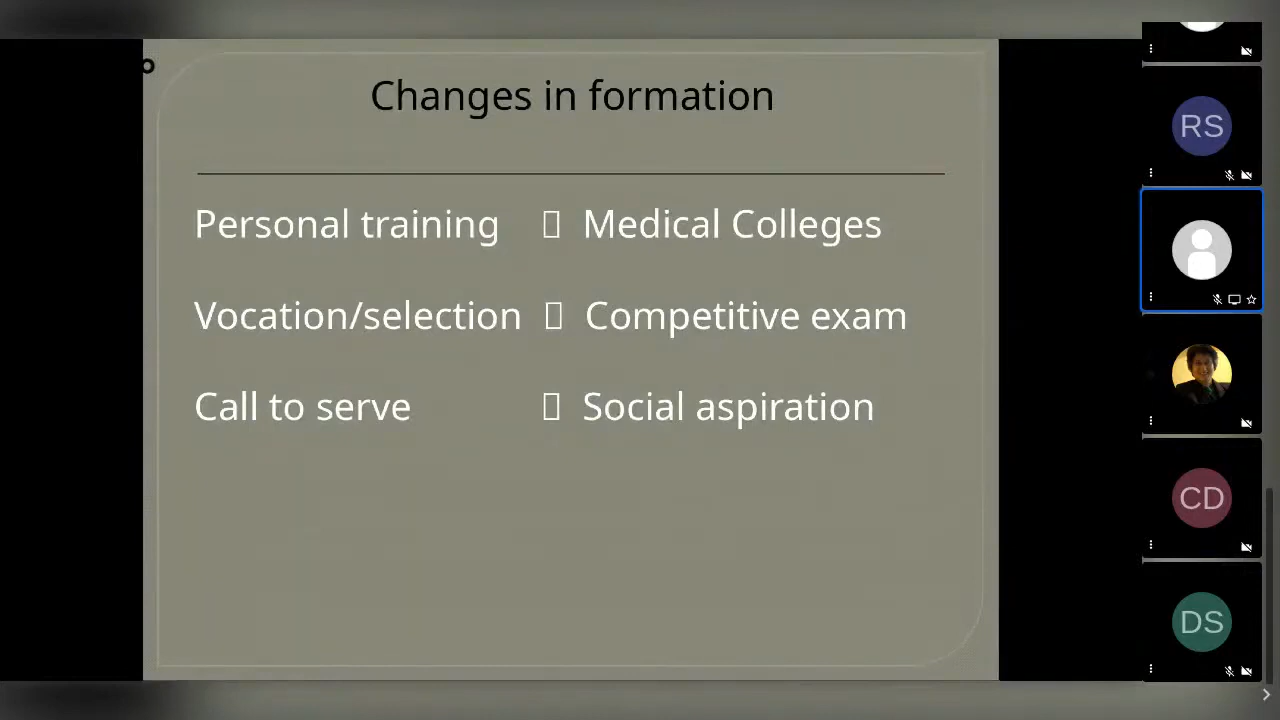 o
Changes in formation
Personal training  Medical Colleges
Vocation/selection  Competitive exam
Call to serve  Social aspiration
RS
CD
DS